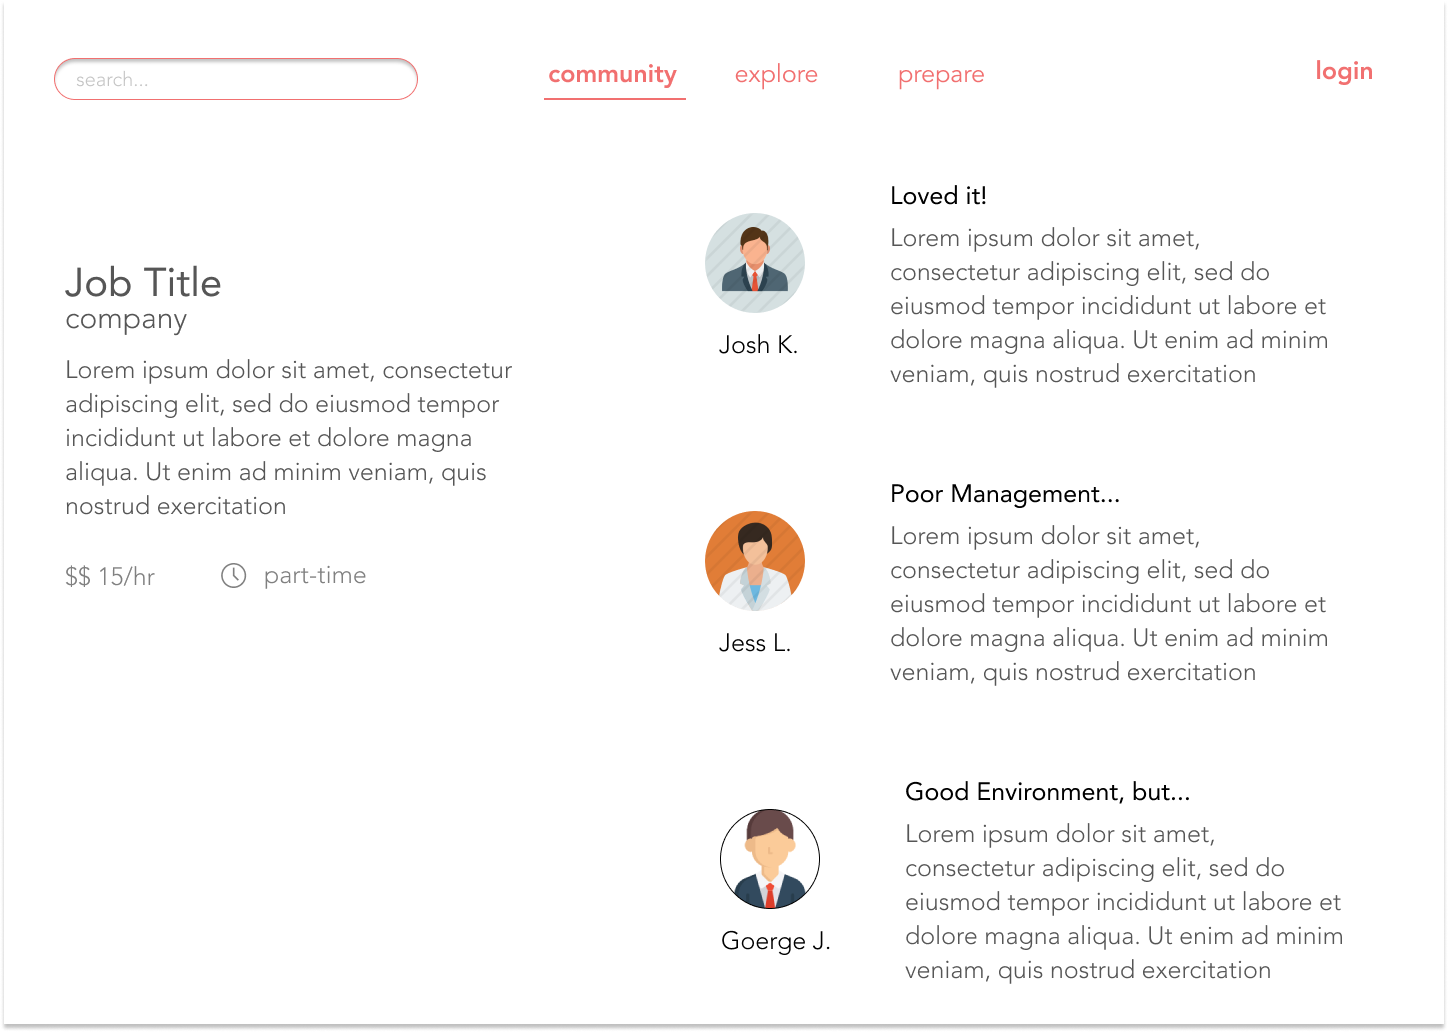 search...
community
explore
prepare
login
Job Title
company
Lorem ipsum dolor sit amet, consectetur
adipiscing elit, sed do eiusmod tempor
incididunt ut labore et dolore magna
aliqua. Ut enim ad minim veniam, quis
nostrud exercitation
$$ 15/hr
part-time
Josh K.
Loved it!
Lorem ipsum dolor sit amet,
consectetur adipiscing elit, sed do
eiusmod tempor incididunt ut labore et
dolore magna aliqua. Ut enim ad minim
veniam, quis nostrud exercitation
Jess L.
Poor Management...
Lorem ipsum dolor sit amet,
consectetur adipiscing elit, sed do
eiusmod tempor incididunt ut labore et
dolore magna aliqua. Ut enim ad minim
veniam, quis nostrud exercitation
Goerge J.
Good Environment, but...
Lorem ipsum dolor sit amet,
consectetur adipiscing elit, sed do
eiusmod tempor incididunt ut labore et
dolore magna aliqua. Ut enim ad minim
veniam, quis nostrud exercitation